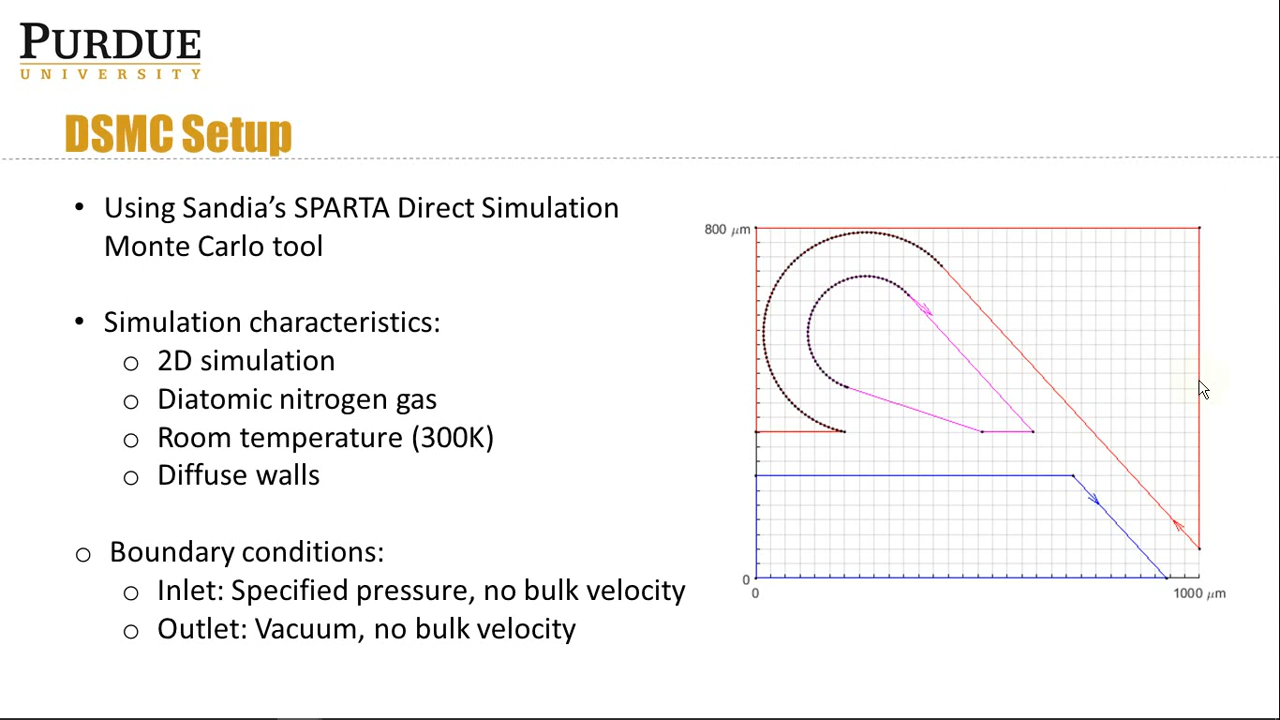 PURDUE
UNIVERSITY
DSMC Setup
• Using Sandia’s SPARTA Direct Simulation
Monte Carlo tool
• Simulation characteristics:
o 2D simulation
o Diatomic nitrogen gas
o Room temperature (300K)
o Diffuse walls
o Boundary conditions:
o Inlet: Specified pressure, no bulk velocity
o Outlet: Vacuum, no bulk velocity
800 μm
0
0
1000 μm